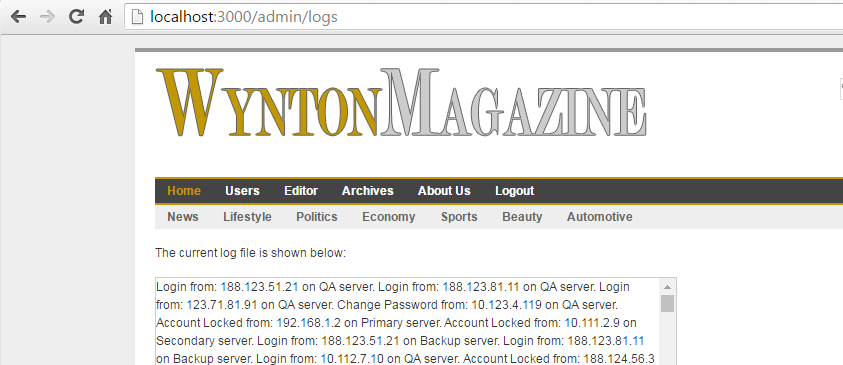 localhost:3000/admin/logs
WYNTONMAGAZINE
Home Users Editor Archives About Us Logout
News Lifestyle Politics Economy Sports Beauty Automotive
The current log file is shown below:
Login from: 188.123.51.21 on QA server. Login from: 188.123.81.11 on QA server. Login
from: 123.71.81.91 on QA server. Change Password from: 10.123.4.119 on QA server.
Account Locked from: 192.168.1.2 on Primary server. Account Locked from: 10.111.2.9 on
Secondary server. Login from: 188.123.51.21 on Backup server. Login from: 188.123.81.11
on Backup server. Login from: 10.112.7.10 on QA server. Account Locked from: 188.124.56.3